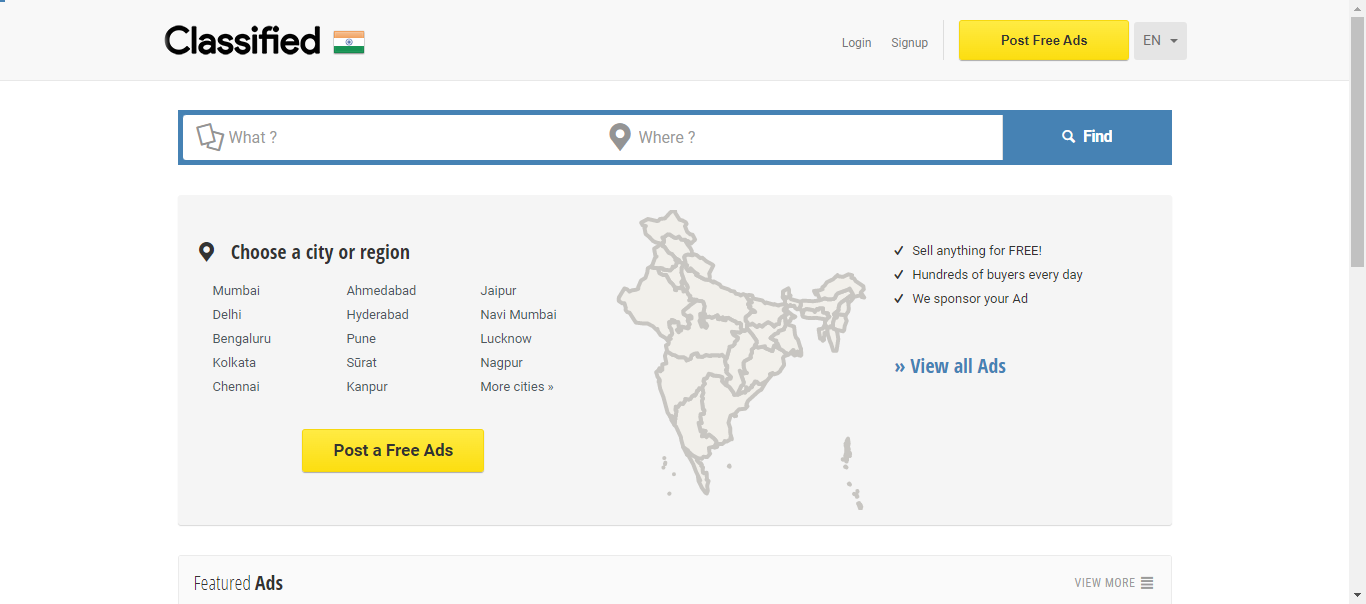 Classified
Login
Signup
Post Free Ads
EN
What ?
Where ?
Find
Choose a city or region
Mumbai
Ahmedabad
Jaipur
Delhi
Hyderabad
Navi Mumbai
Bengaluru
Pune
Lucknow
Kolkata
Sūrat
Nagpur
Chennai
Kanpur
More cities »
Post a Free Ads
Sell anything for FREE!
Hundreds of buyers every day
We sponsor your Ad
» View all Ads
Featured Ads
VIEW MORE